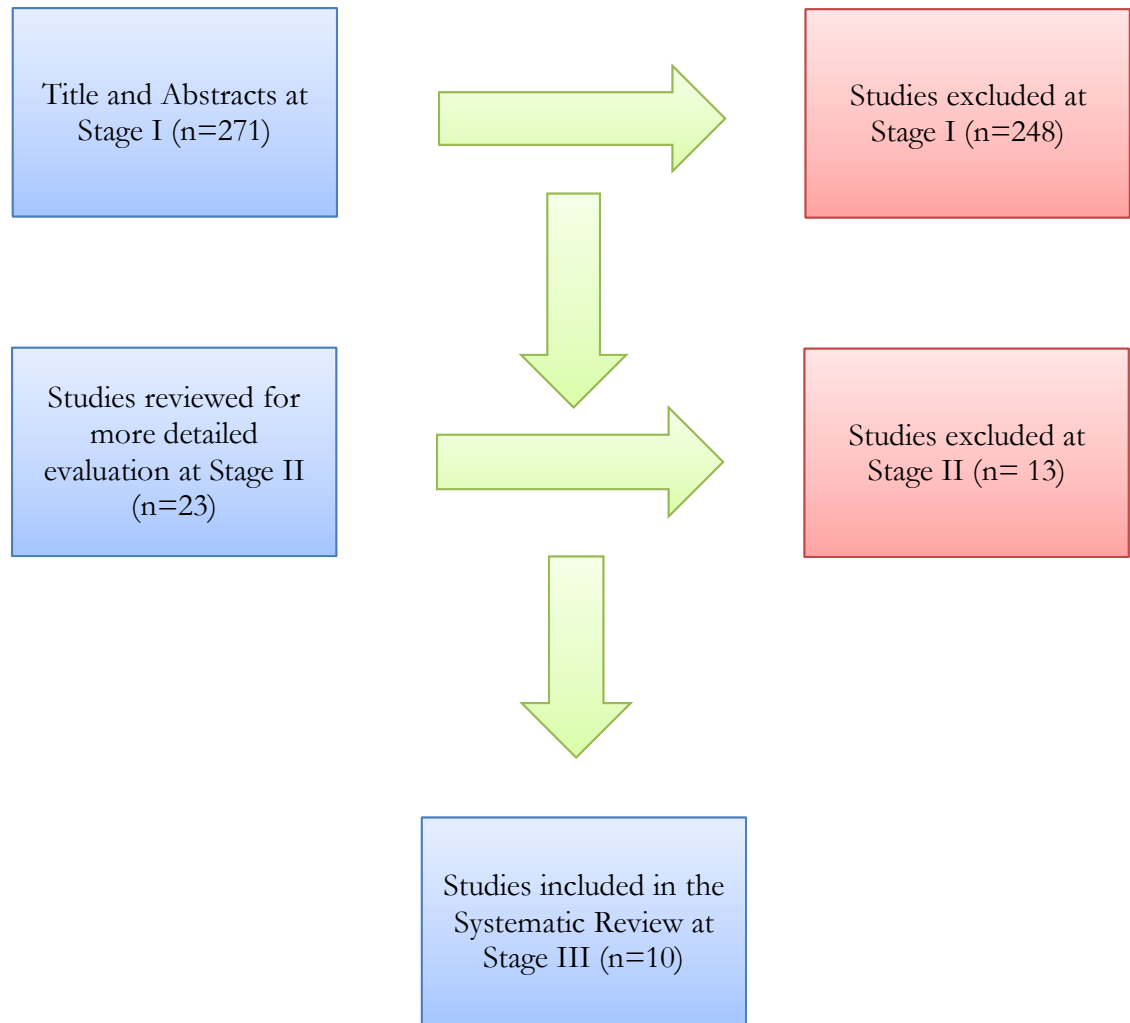 Title and Abstracts at
Stage I (n=271)
Studies excluded at
Stage I (n=248)
Studies reviewed for
more detailed
evaluation at Stage II
(n=23)
Studies excluded at
Stage II (n= 13)
Studies included in the
Systematic Review at
Stage III (n=10)